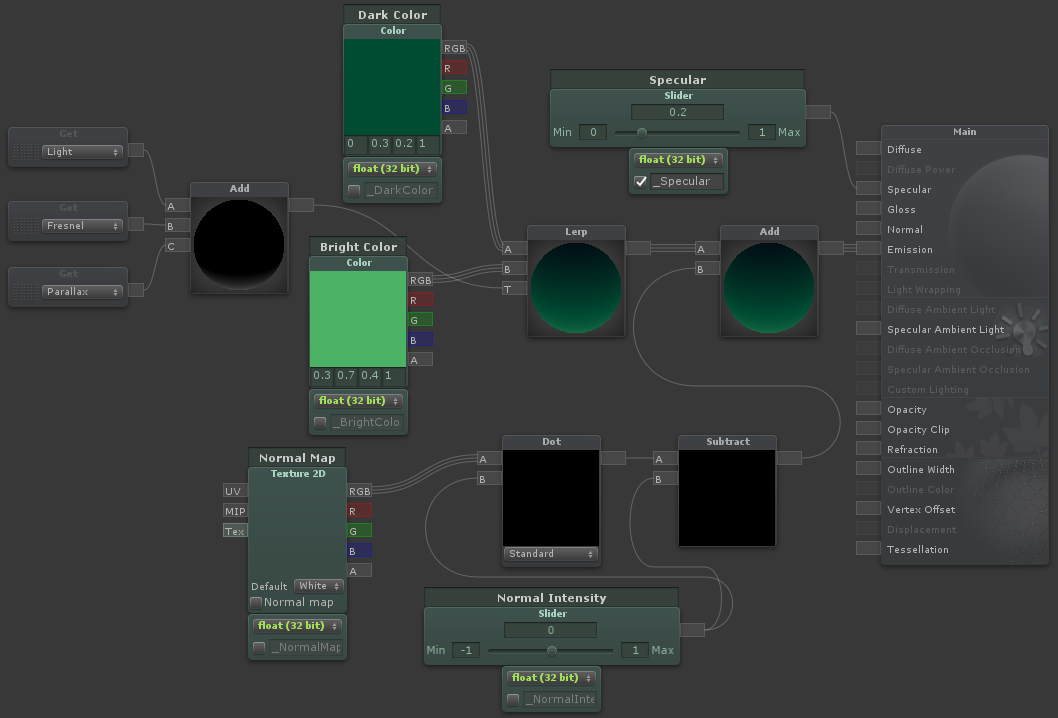 Dark Color
Color
RGB
R
G
B
A
0 0.3 0.2 1
float (32 bit)
_DarkColor
Specular
Slider
0.2
Min 0 1 Max
float (32 bit)
_Specular
Get
Light
Get
Fresnel
Get
Parallax
Add
A
B
C
Bright Color
Color
RGB
R
G
B
A
0.3 0.7 0.4 1
float (32 bit)
_BrightColo
Lerp
A
B
T
Add
A
B
Main
Diffuse
Diffuse Power
Specular
Gloss
Normal
Emission
Transmission
Light Wrapping
Diffuse Ambient Light
Specular Ambient Light
Diffuse Ambient Occlusion
Specular Ambient Occlusion
Custom Lighting
Opacity
Opacity Clip
Refraction
Outline Width
Outline Color
Vertex Offset
Displacement
Tessellation
Normal Map
Texture 2D
UV
MIP
Tex
RGB
R
G
B
A
Default White
Normal map
float (32 bit)
_NormalMap
Dot
A
B
Standard
Subtract
A
B
Normal Intensity
Slider
0
Min -1 1 Max
float (32 bit)
_NormalInte